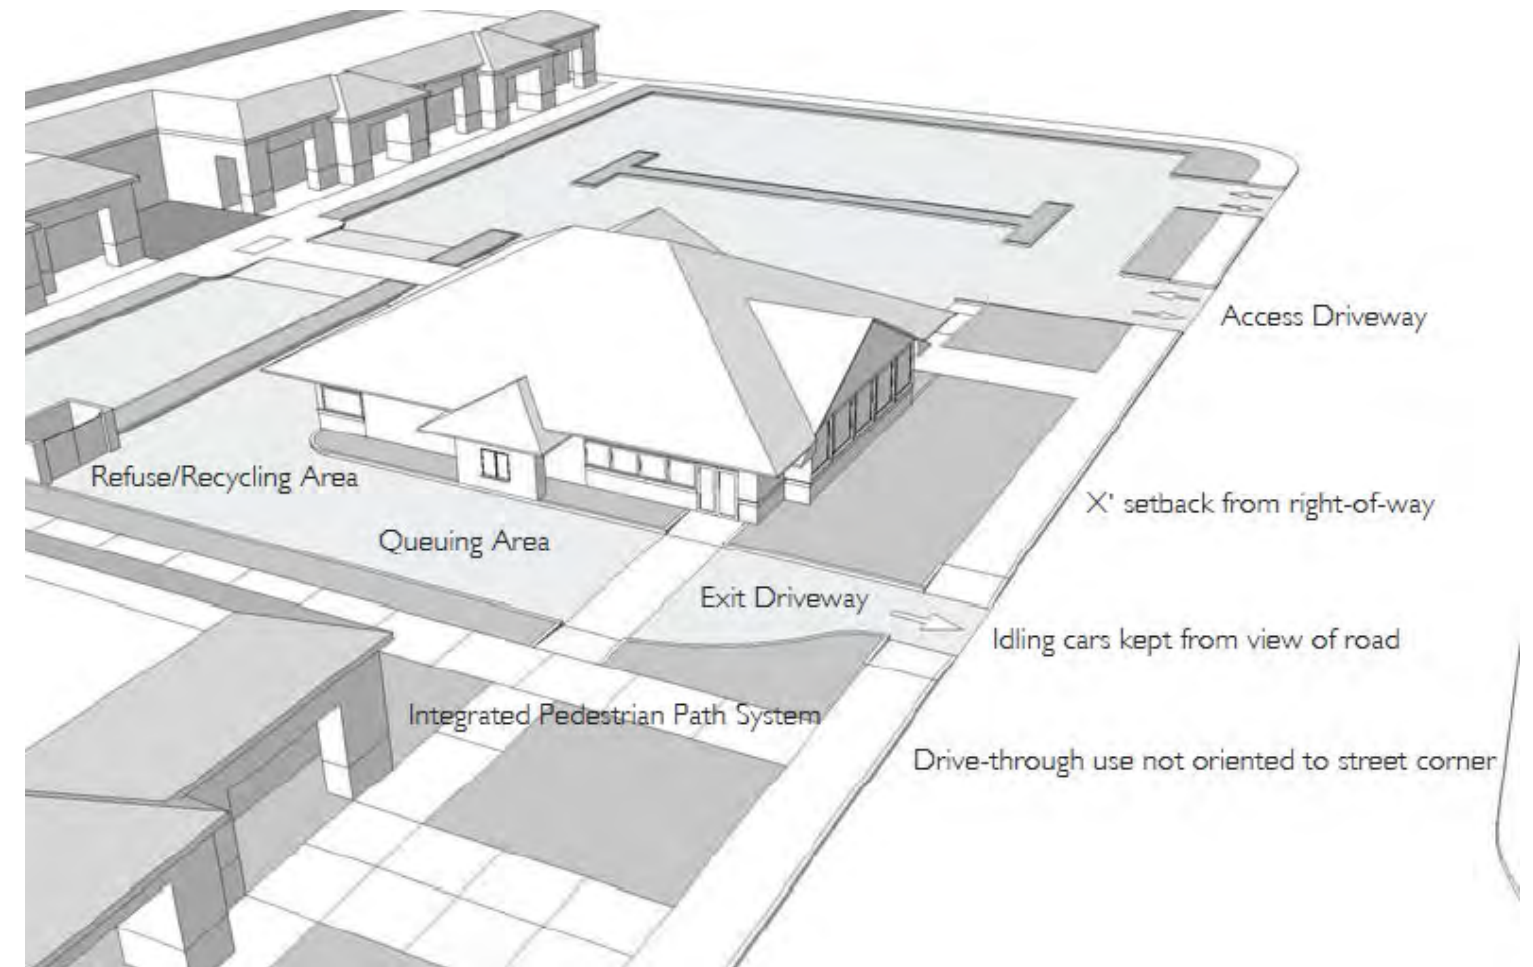 Access Driveway
Refuse/Recycling Area
X' setback from right-of-way
Queuing Area
Exit Driveway
Idling cars kept from view of road
Integrated Pedestrian Path System
Drive-through use not oriented to street corner